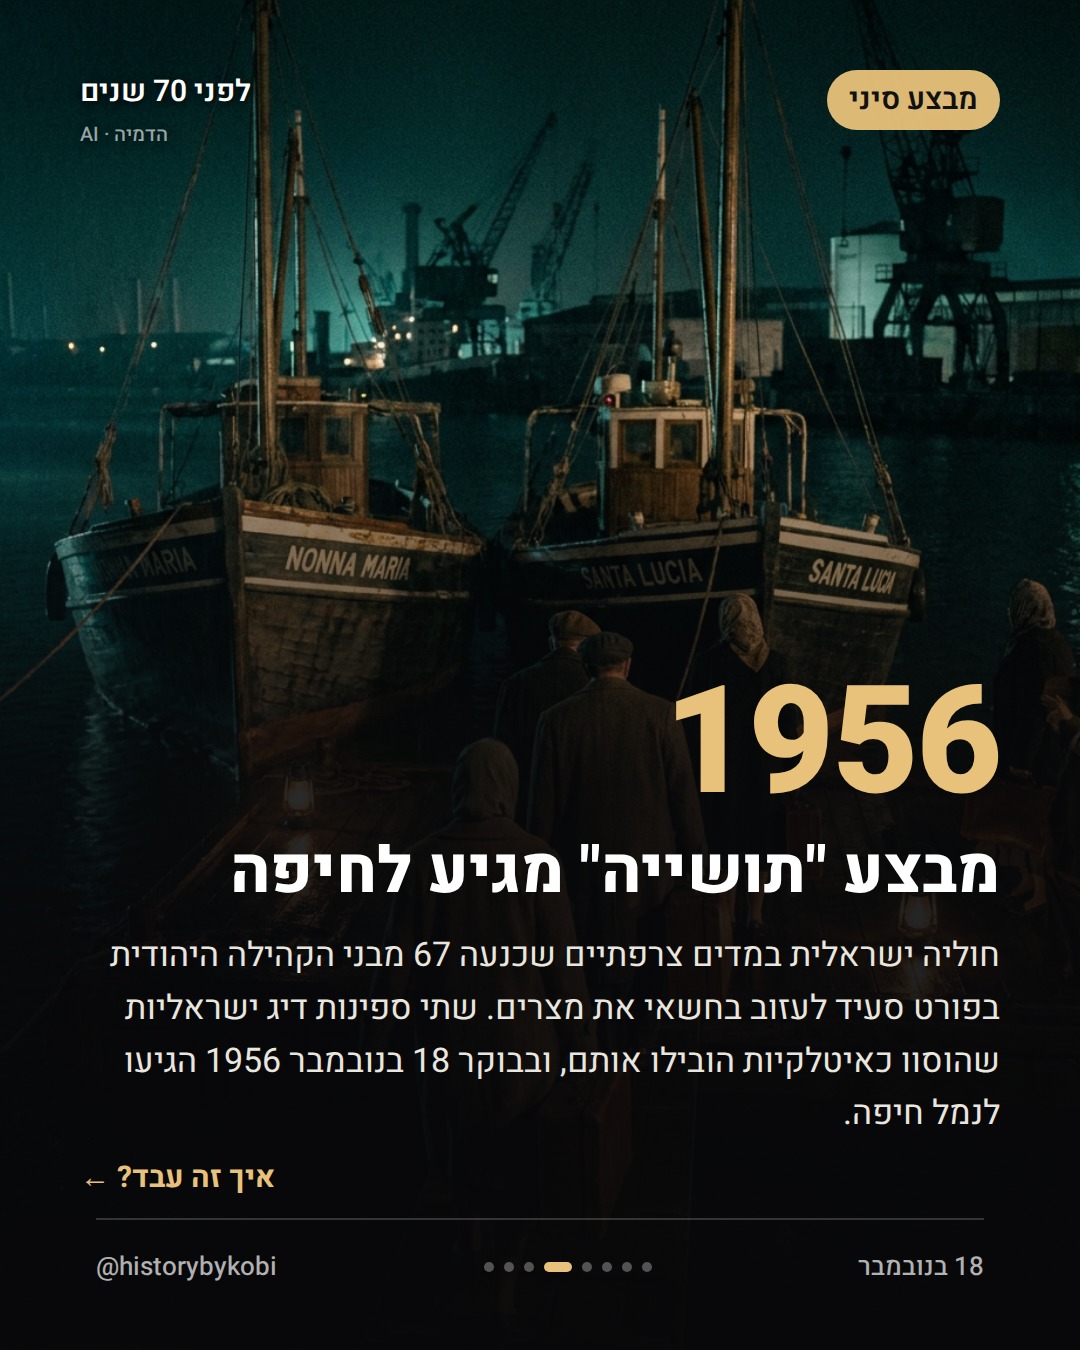 מבצע סיני
לפני 70 שנים
הדמיה · AI
NONNA MARIA
MARIA
SANTA LUCIA
SANTA LUCIA
1956
מבצע "תושייה" מגיע לחיפה
חוליה ישראלית במדים צרפתיים שכנעה 67 מבני הקהילה היהודית
בפורט סעיד לעזוב בחשאי את מצרים. שתי ספינות דיג ישראליות
שהוסוו כאיטלקיות הובילו אותם, ובבוקר 18 בנובמבר 1956 הגיעו
לנמל חיפה.
איך זה עבד? ←
18 בנובמבר
@historybykobi